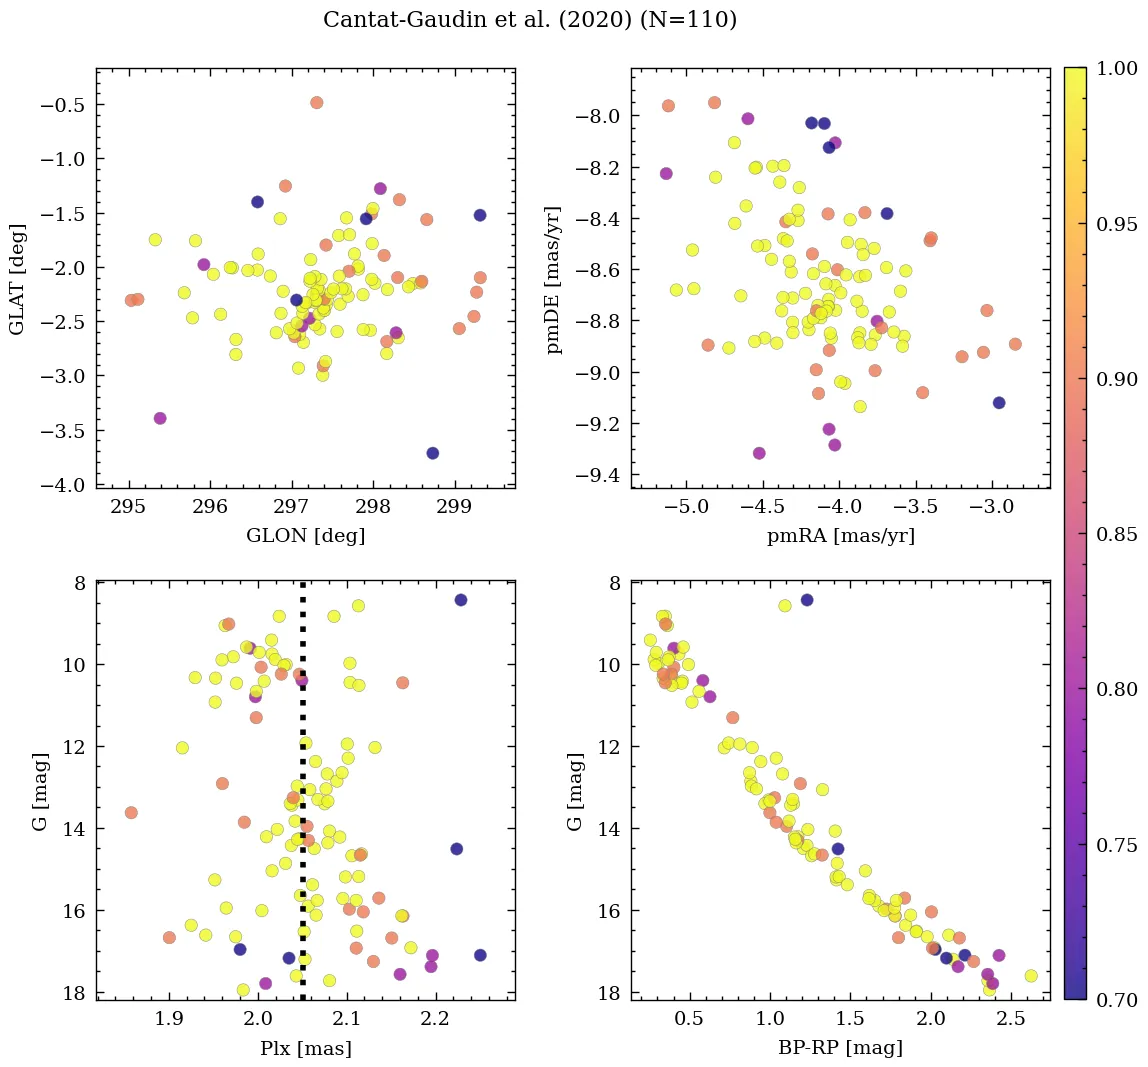 Cantat-Gaudin et al. (2020) (N=110)
−0.5
−1.0
−1.5
−2.0
−2.5
−3.0
−3.5
−4.0
GLAT [deg]
295 296 297 298 299
GLON [deg]
−8.0
−8.2
−8.4
−8.6
−8.8
−9.0
−9.2
−9.4
pmDE [mas/yr]
−5.0 −4.5 −4.0 −3.5 −3.0
pmRA [mas/yr]
8
10
12
14
16
18
G [mag]
1.9 2.0 2.1 2.2
Plx [mas]
8
10
12
14
16
18
G [mag]
0.5 1.0 1.5 2.0 2.5
BP-RP [mag]
1.00
0.95
0.90
0.85
0.80
0.75
0.70